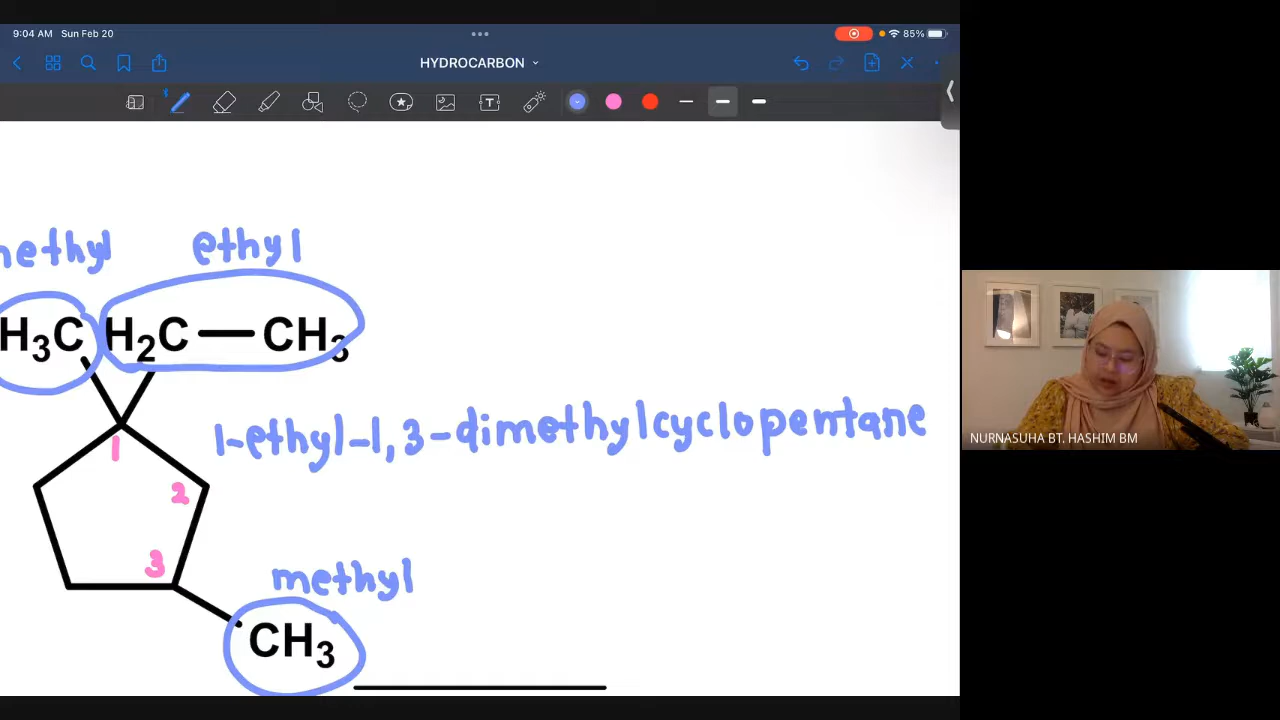 9:04 AM Sun Feb 20
85%
HYDROCARBON
T
nethyl ethyl
H₃C H₂C — CH₃
1-ethyl-1,3-dimethylcyclopentane
1
2
3
methyl
CH₃
NURNASUHA BT. HASHIM BM